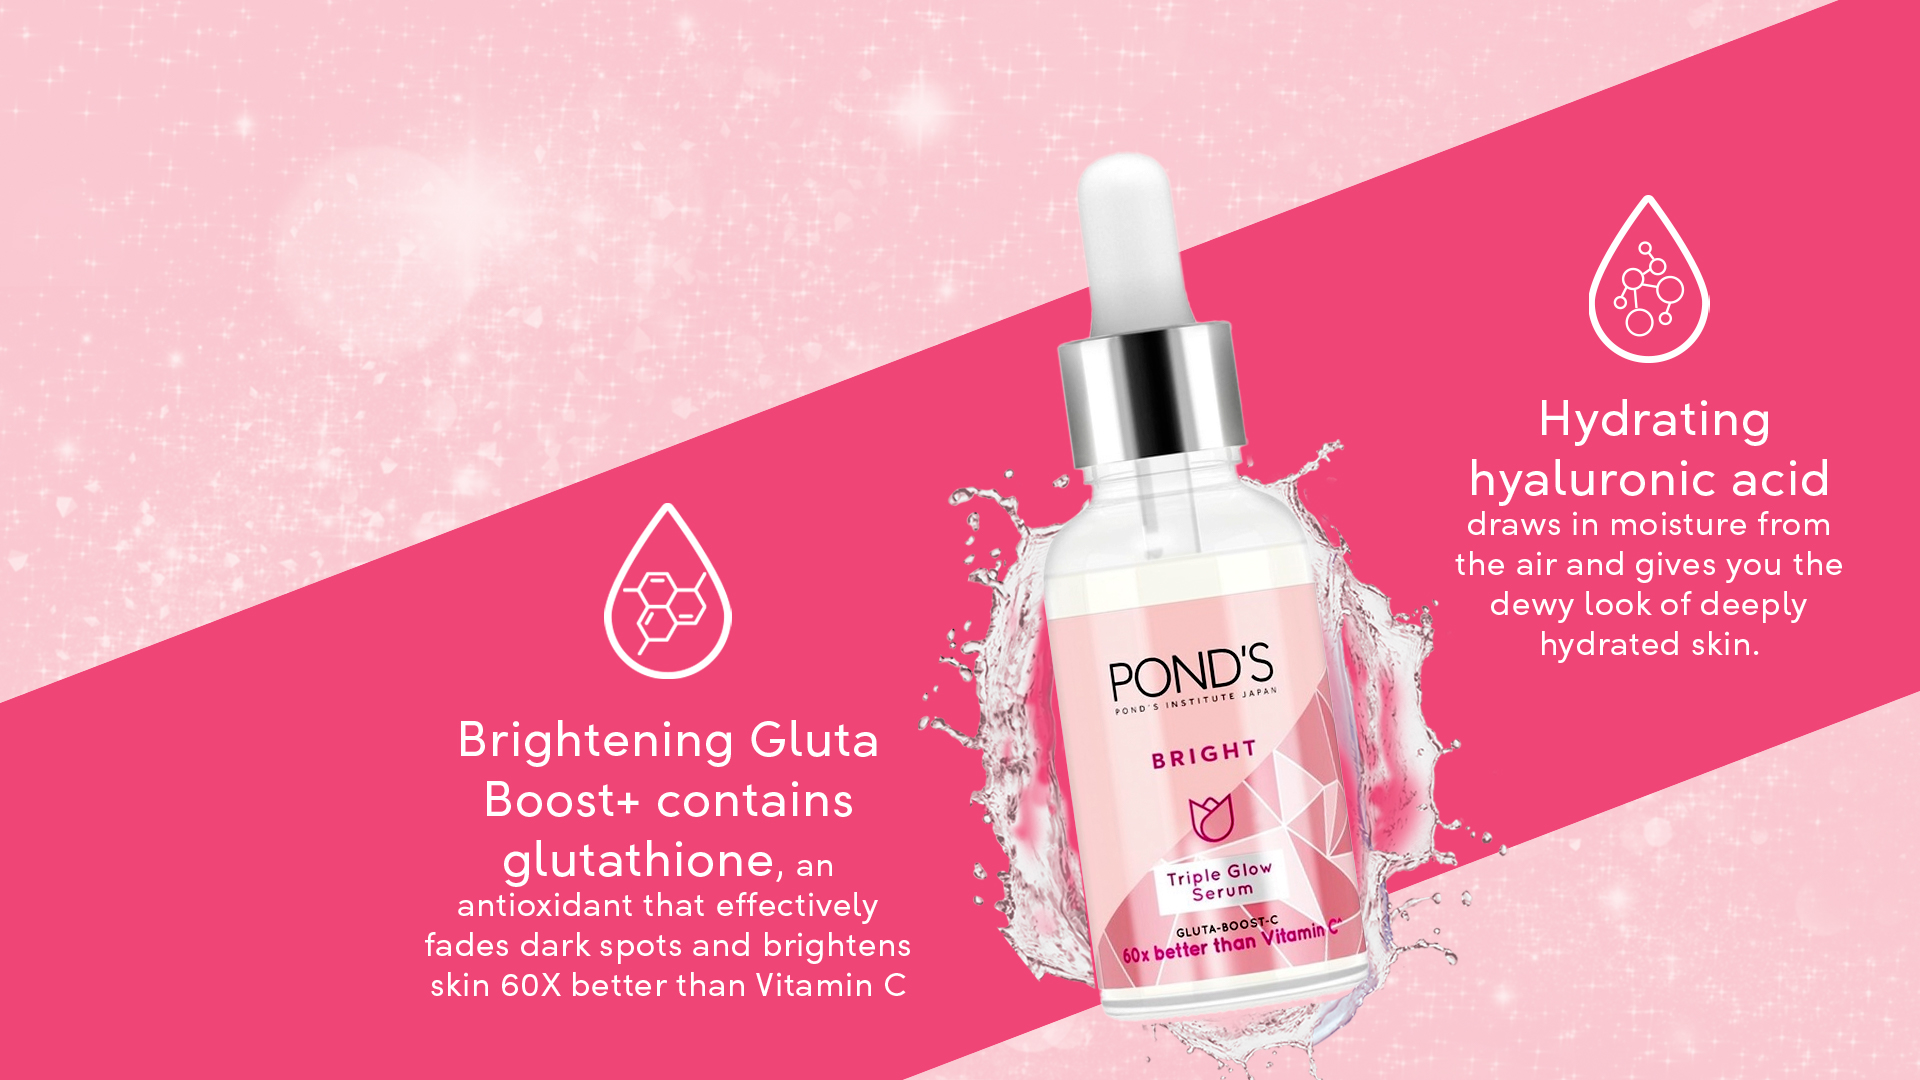 Brightening Gluta
Boost+ contains
glutathione, an
antioxidant that effectively
fades dark spots and brightens
skin 60X better than Vitamin C
POND'S
POND'S INSTITUTE JAPAN
BRIGHT
Triple Glow
Serum
GLUTA-BOOST-C
60x better than Vitamin C^
Hydrating
hyaluronic acid
draws in moisture from
the air and gives you the
dewy look of deeply
hydrated skin.